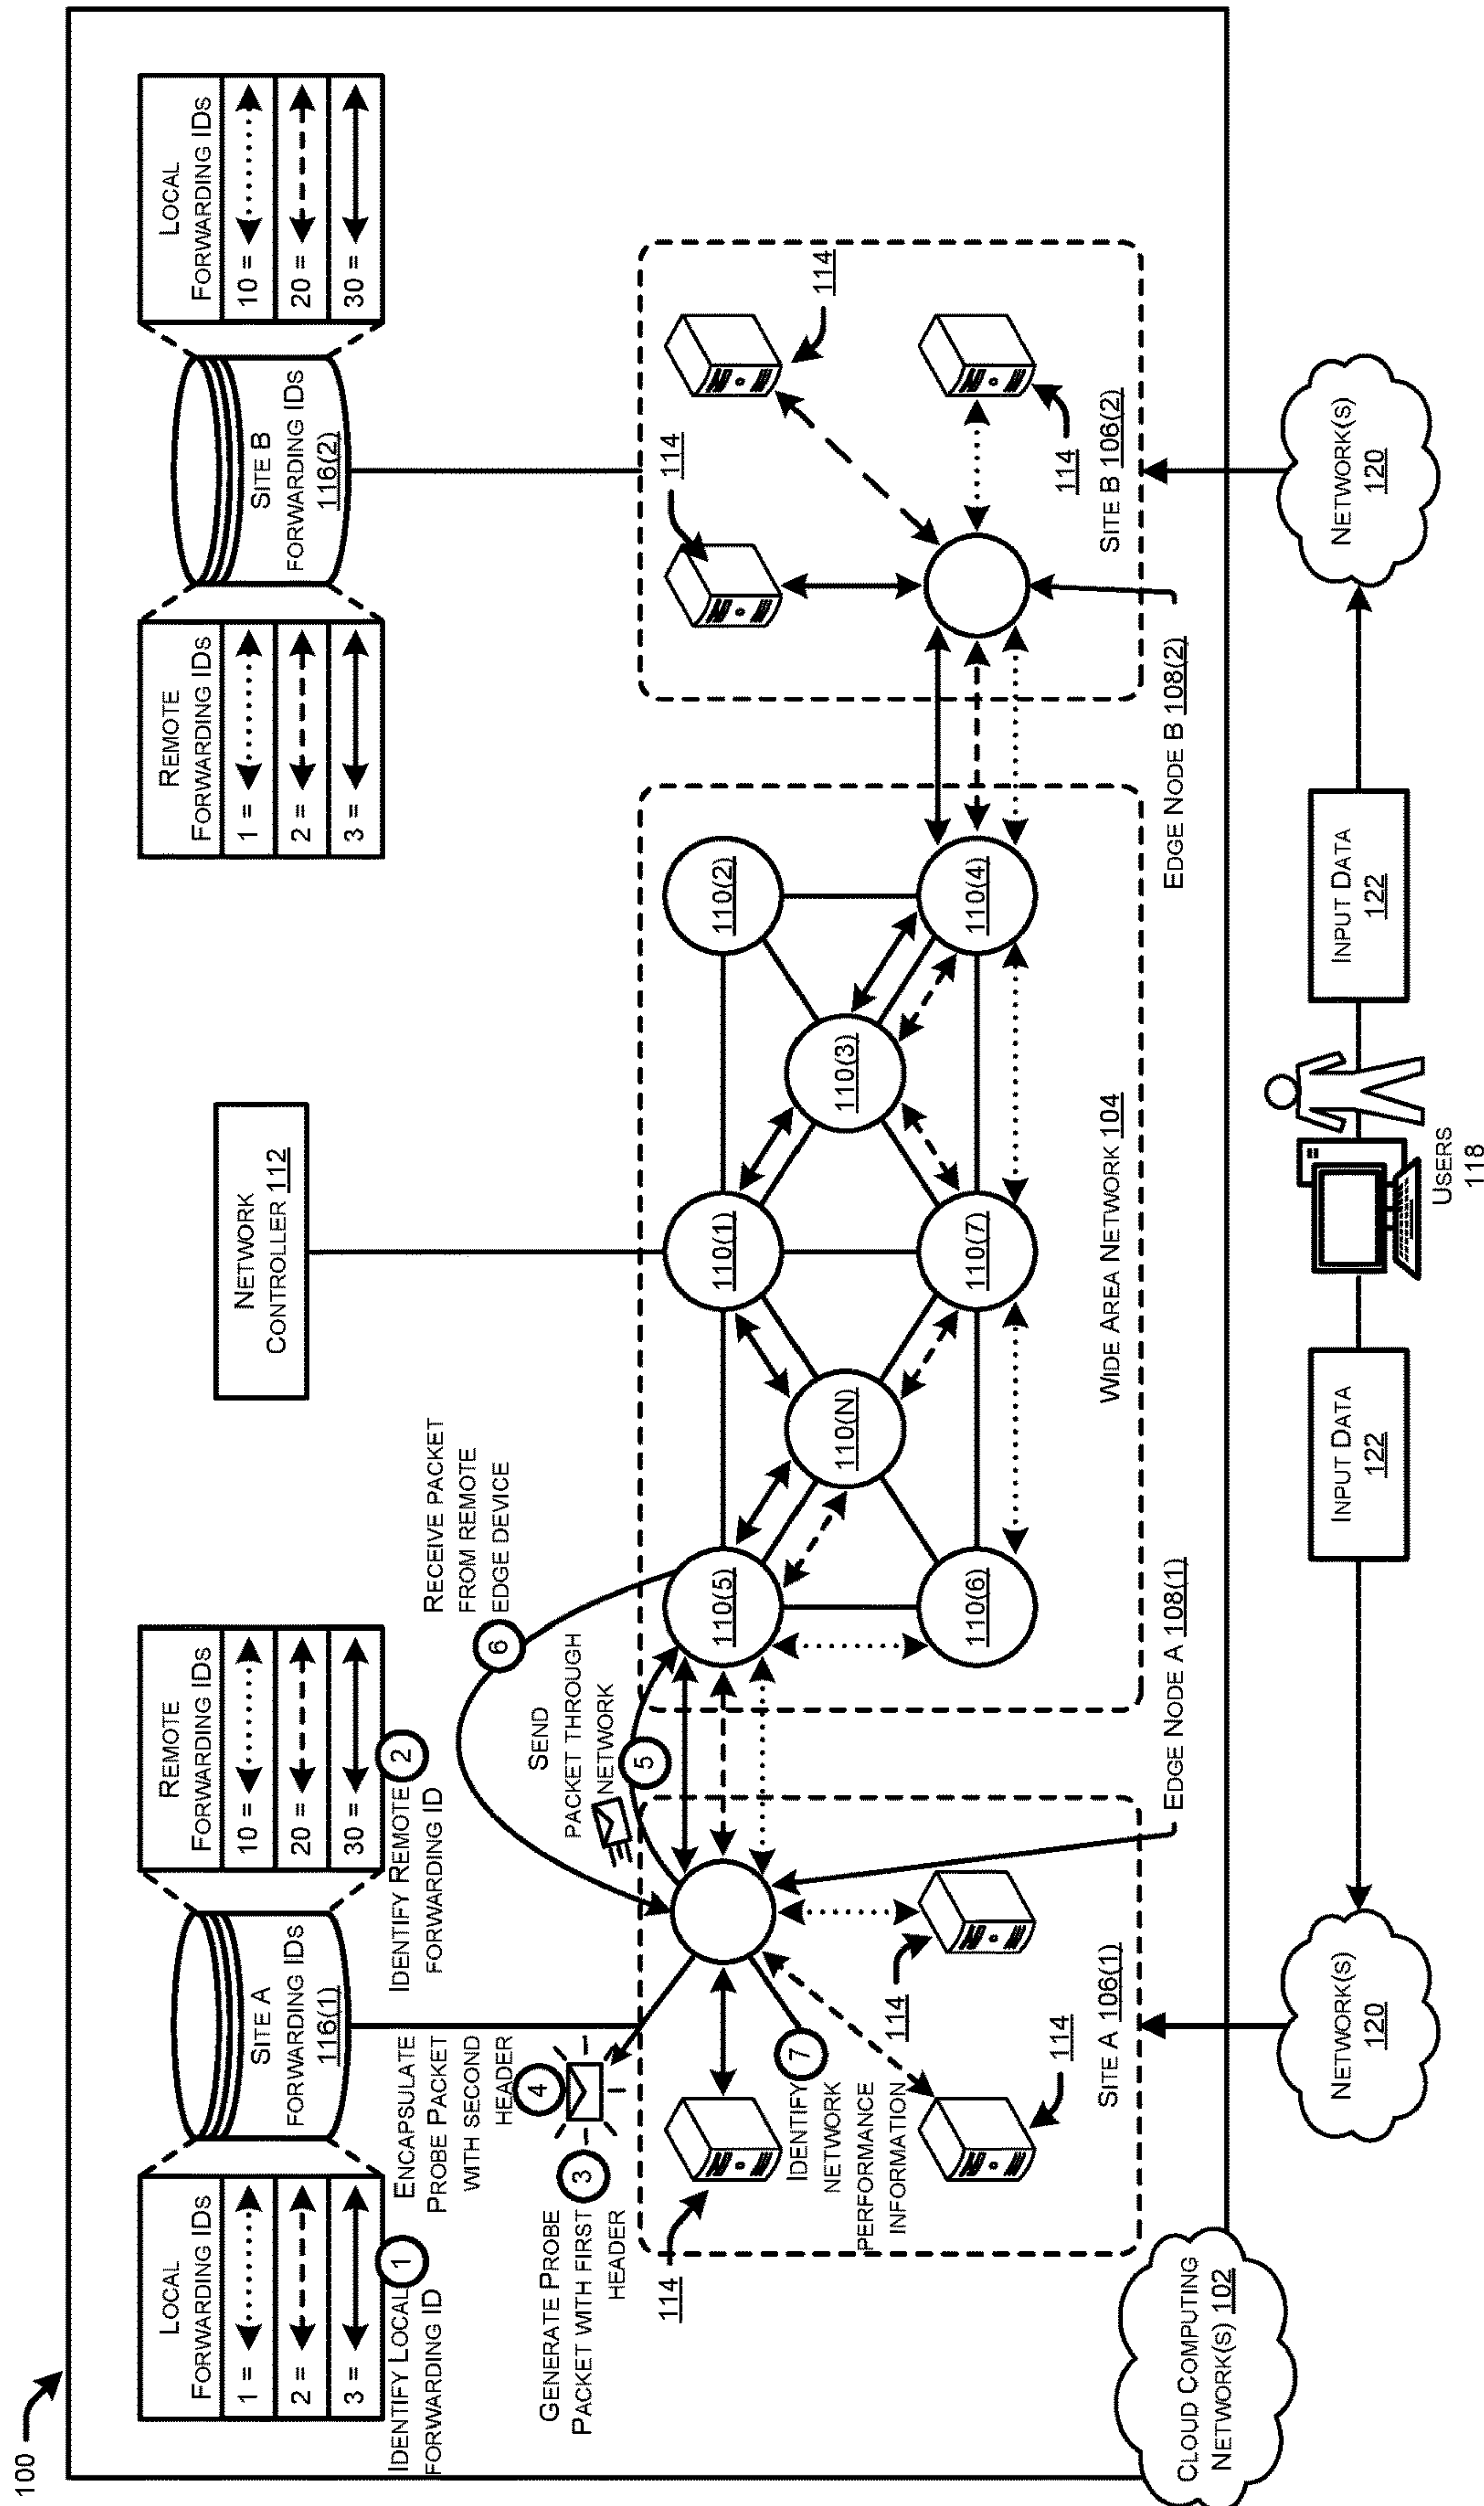 100
LOCAL
FORWARDING IDS
1 =
2 =
3 =
SITE A
FORWARDING IDS
116(1)
REMOTE
FORWARDING IDS
10 =
20 =
30 =
NETWORK
CONTROLLER 112
REMOTE
FORWARDING IDS
1 =
2 =
3 =
SITE B
FORWARDING IDS
116(2)
LOCAL
FORWARDING IDS
10 =
20 =
30 =
IDENTIFY LOCAL
FORWARDING ID
1
ENCAPSULATE
PROBE PACKET
WITH SECOND
HEADER
4
IDENTIFY REMOTE
FORWARDING ID
2
GENERATE PROBE
PACKET WITH FIRST
HEADER
3
SEND
PACKET THROUGH
NETWORK
5
RECEIVE PACKET
FROM REMOTE
EDGE DEVICE
6
114
IDENTIFY
NETWORK
PERFORMANCE
INFORMATION
7
114
114
SITE A 106(1)
110(5)
110(1)
110(2)
110(N)
110(3)
110(6)
110(7)
110(4)
WIDE AREA NETWORK 104
114
114
114
SITE B 106(2)
EDGE NODE A 108(1)
EDGE NODE B 108(2)
CLOUD COMPUTING
NETWORK(S) 102
NETWORK(S)
120
INPUT DATA
122
USERS
118
INPUT DATA
122
NETWORK(S)
120